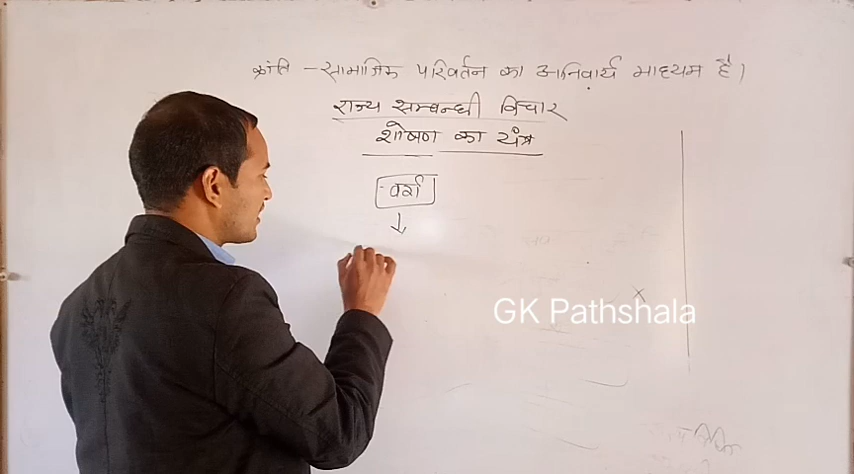 क्रांति - सामाजिक परिवर्तन का अनिवार्य माध्यम है।
राज्य सम्बन्धी विचार
शोषण का यंत्र
वर्ग
GK Pathshala